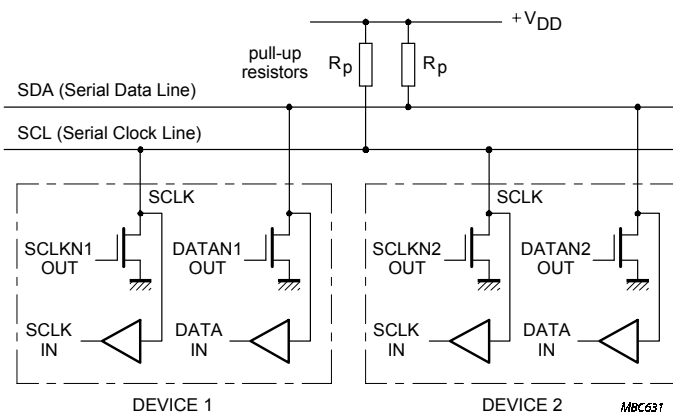 +VDD
pull-up
resistors
Rp
Rp
SDA (Serial Data Line)
SCL (Serial Clock Line)
SCLK
SCLK
SCLKN1
OUT
DATAN1
OUT
SCLKN2
OUT
DATAN2
OUT
SCLK
IN
DATA
IN
SCLK
IN
DATA
IN
DEVICE 1
DEVICE 2
MBC631